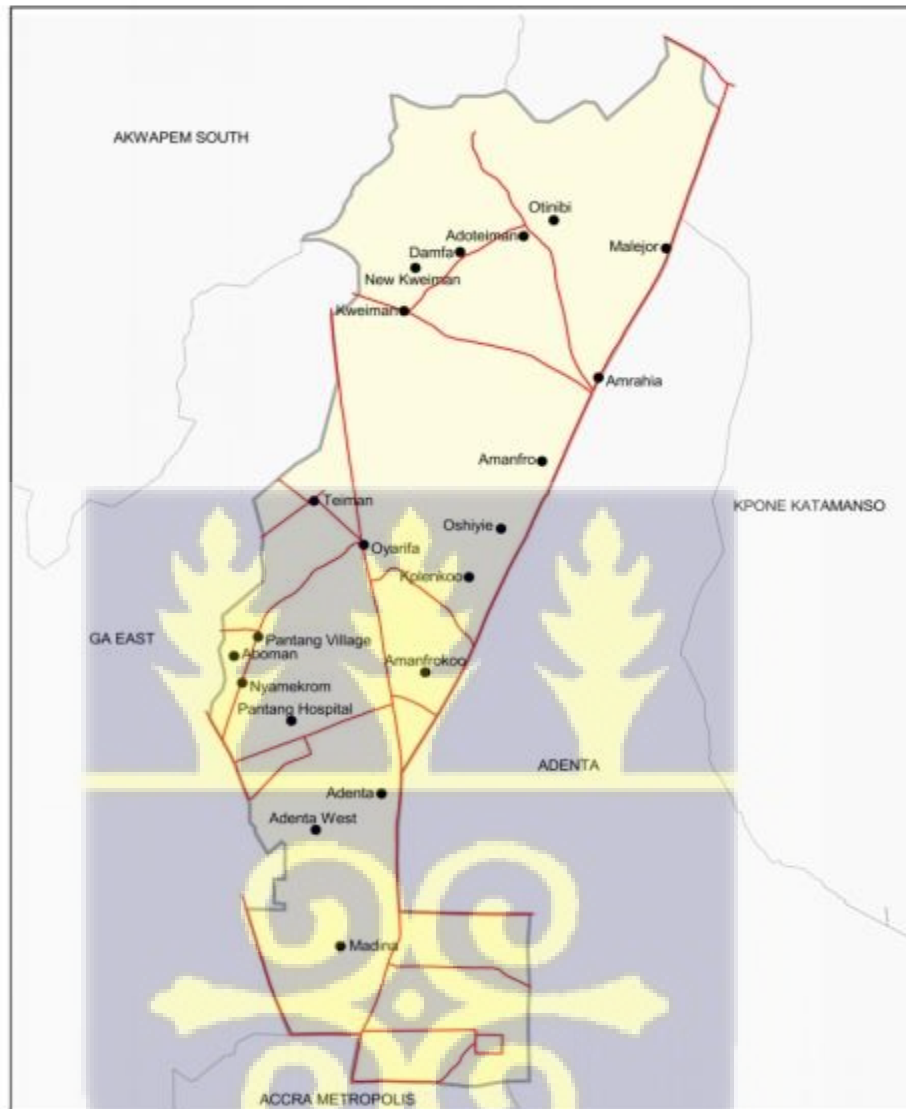 AKWAPEM SOUTH
Otinibi
Adoteiman
Malejor
Damfa
New Kweiman
Kweiman
Amrahia
Amanfro
Teiman
KPONE KATAMANSO
Oshiyie
Oyarifa
Kolenkoo
GA EAST
Pantang Village
Aboman
Amanfrokoo
Nyamekrom
Pantang Hospital
ADENTA
Adenta
Adenta West
Madina
ACCRA METROPOLIS